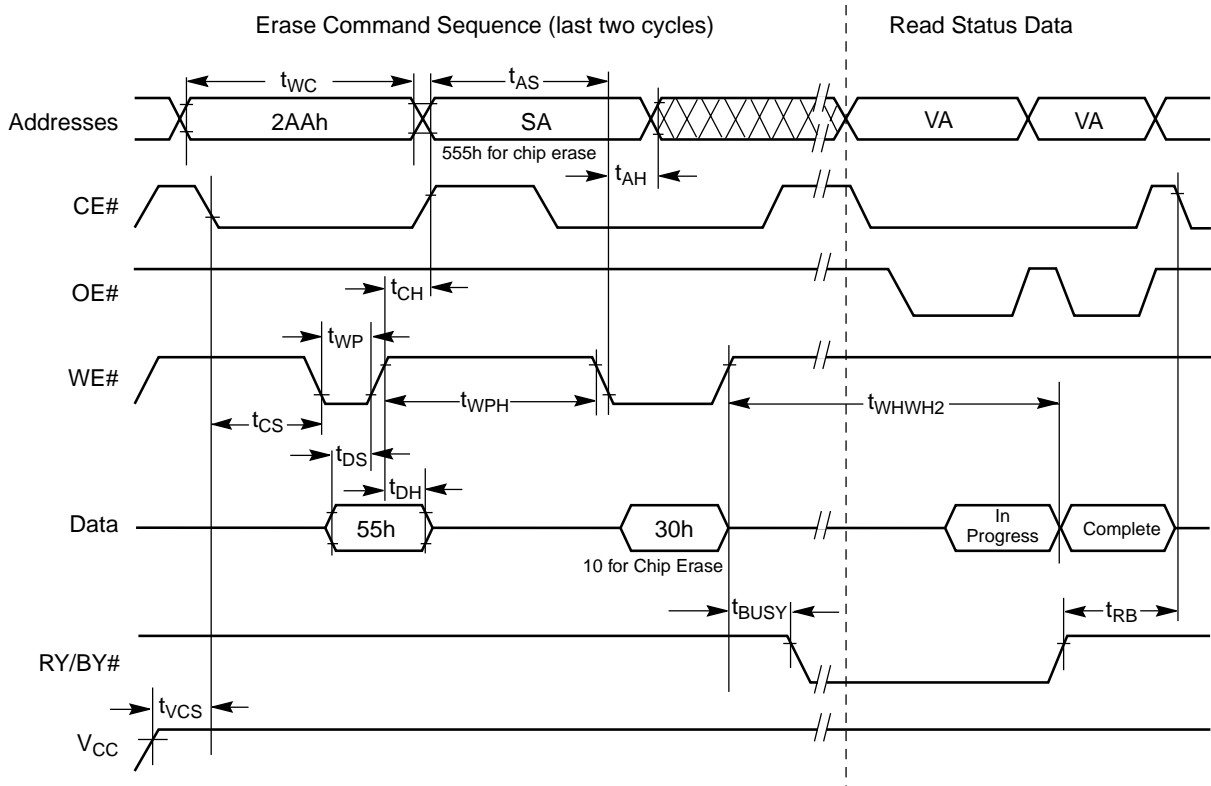 Erase Command Sequence (last two cycles)
Read Status Data
tWC
tAS
Addresses
2AAh
SA
VA
VA
555h for chip erase
tAH
CE#
OE#
tCH
tWP
WE#
tWPH
tWHWH2
tCS
tDS
tDH
Data
55h
30h
In
Progress
Complete
10 for Chip Erase
tBUSY
tRB
RY/BY#
tVCS
VCC